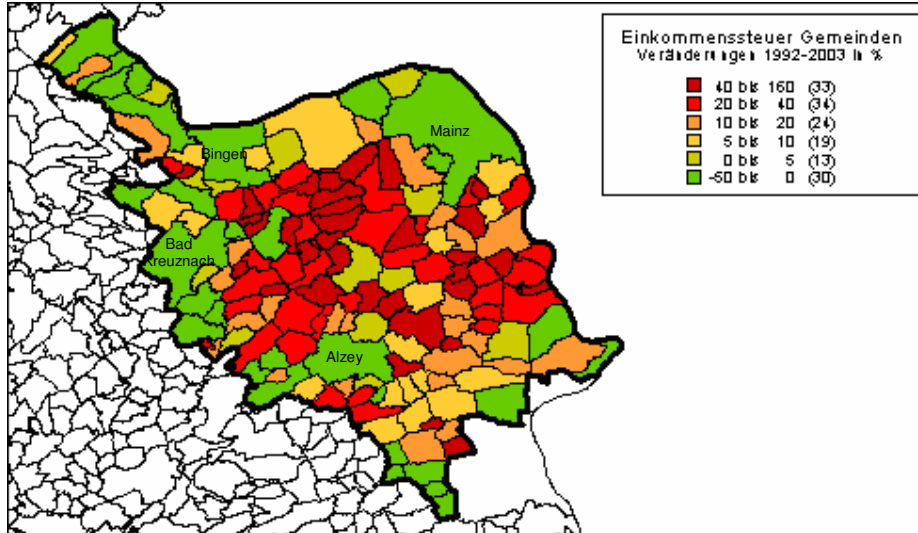 Einkommenssteuer Gemeinden
Veränderungen 1992-2003 in %
40 bis 160 (33)
20 bis 40 (34)
10 bis 20 (24)
5 bis 10 (19)
0 bis 5 (13)
-50 bis 0 (30)
Mainz
Bingen
Bad
Kreuznach
Alzey